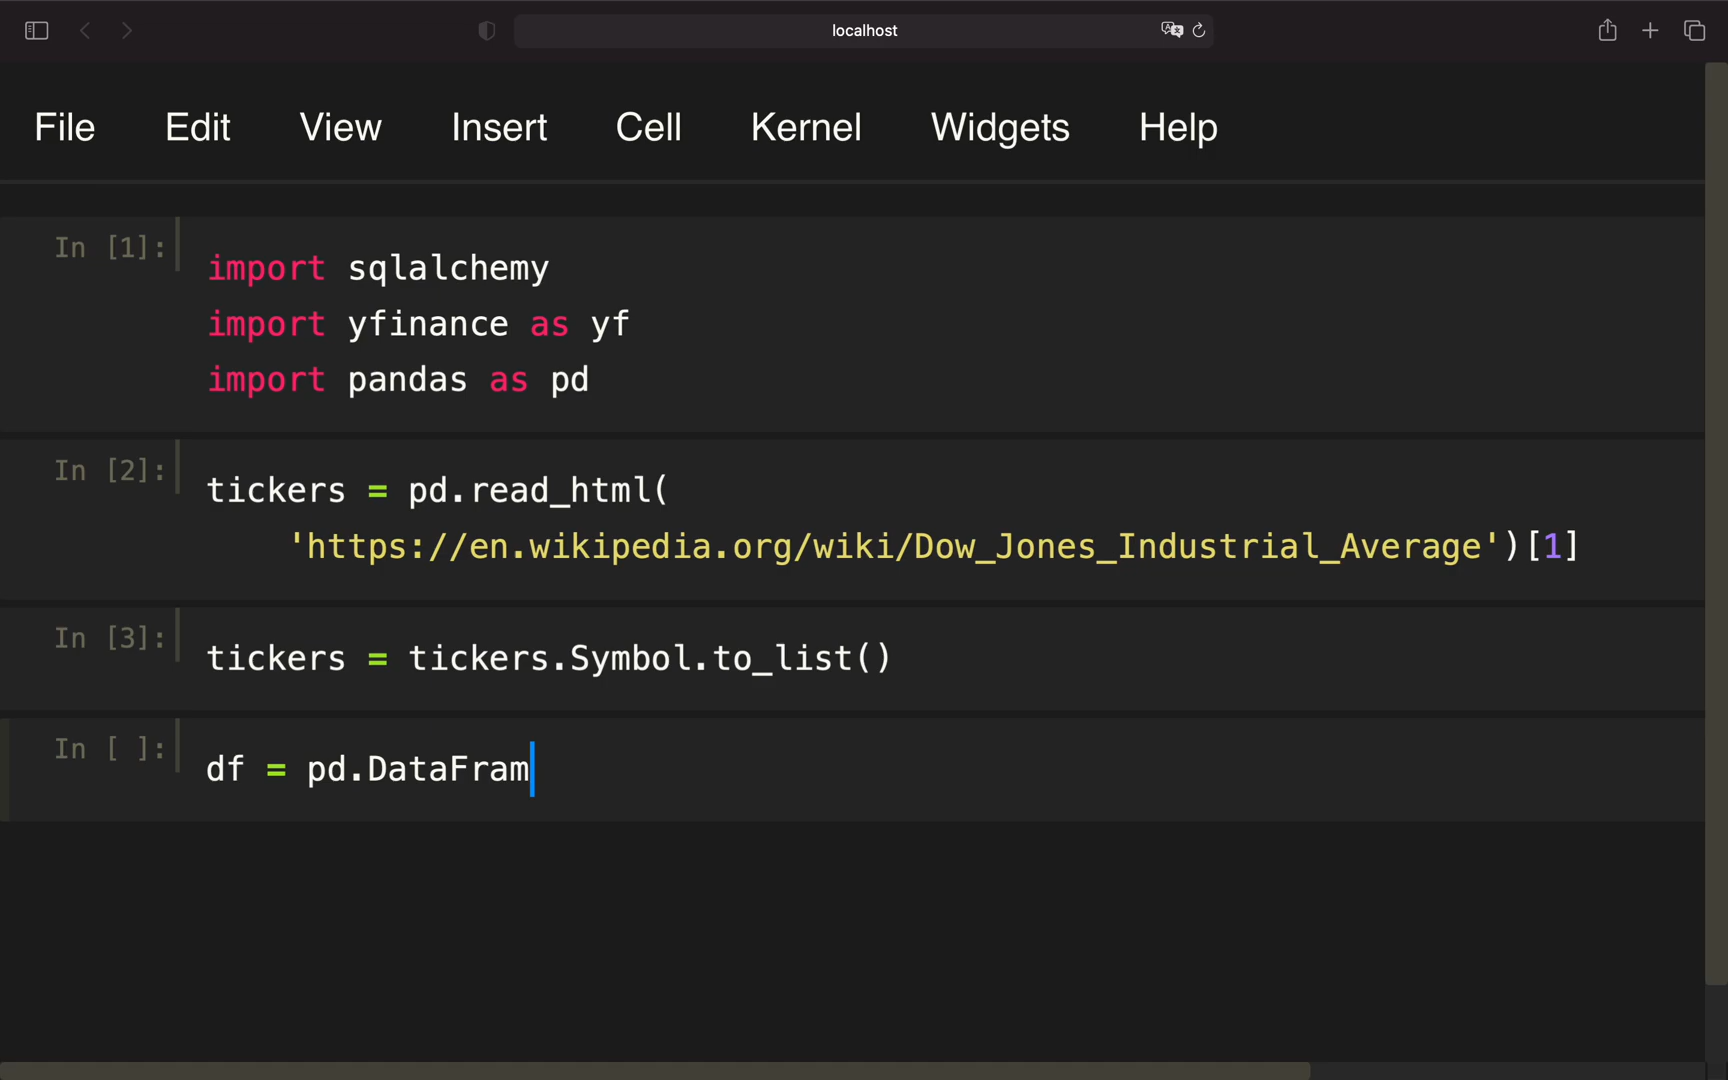 localhost
File Edit View Insert Cell Kernel Widgets Help
In [1]:
import sqlalchemy
import yfinance as yf
import pandas as pd
In [2]:
tickers = pd.read_html(
'https://en.wikipedia.org/wiki/Dow_Jones_Industrial_Average')[1]
In [3]:
tickers = tickers.Symbol.to_list()
In [ ]:
df = pd.DataFram